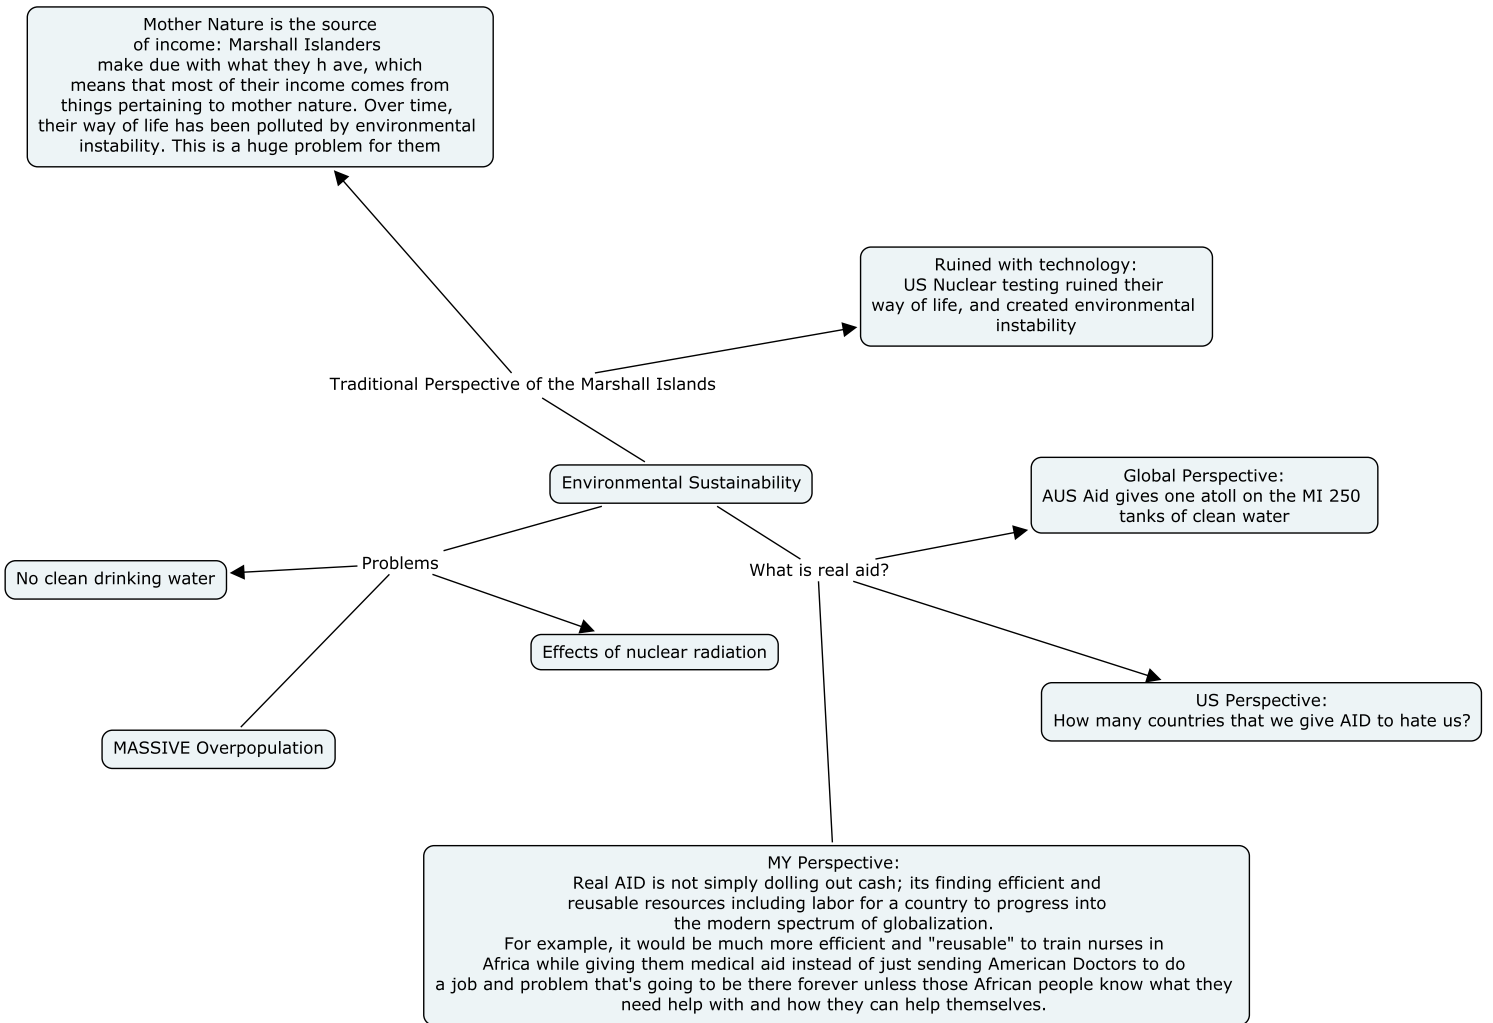 Mother Nature is the source
of income: Marshall Islanders
make due with what they h ave, which
means that most of their income comes from
things pertaining to mother nature. Over time,
their way of life has been polluted by environmental
instability. This is a huge problem for them
Ruined with technology:
US Nuclear testing ruined their
way of life, and created environmental
instability
Traditional Perspective of the Marshall Islands
Environmental Sustainability
Global Perspective:
AUS Aid gives one atoll on the MI 250
tanks of clean water
Problems
What is real aid?
No clean drinking water
Effects of nuclear radiation
US Perspective:
How many countries that we give AID to hate us?
MASSIVE Overpopulation
MY Perspective:
Real AID is not simply dolling out cash; its finding efficient and
reusable resources including labor for a country to progress into
the modern spectrum of globalization.
For example, it would be much more efficient and "reusable" to train nurses in
Africa while giving them medical aid instead of just sending American Doctors to do
a job and problem that's going to be there forever unless those African people know what they
need help with and how they can help themselves.